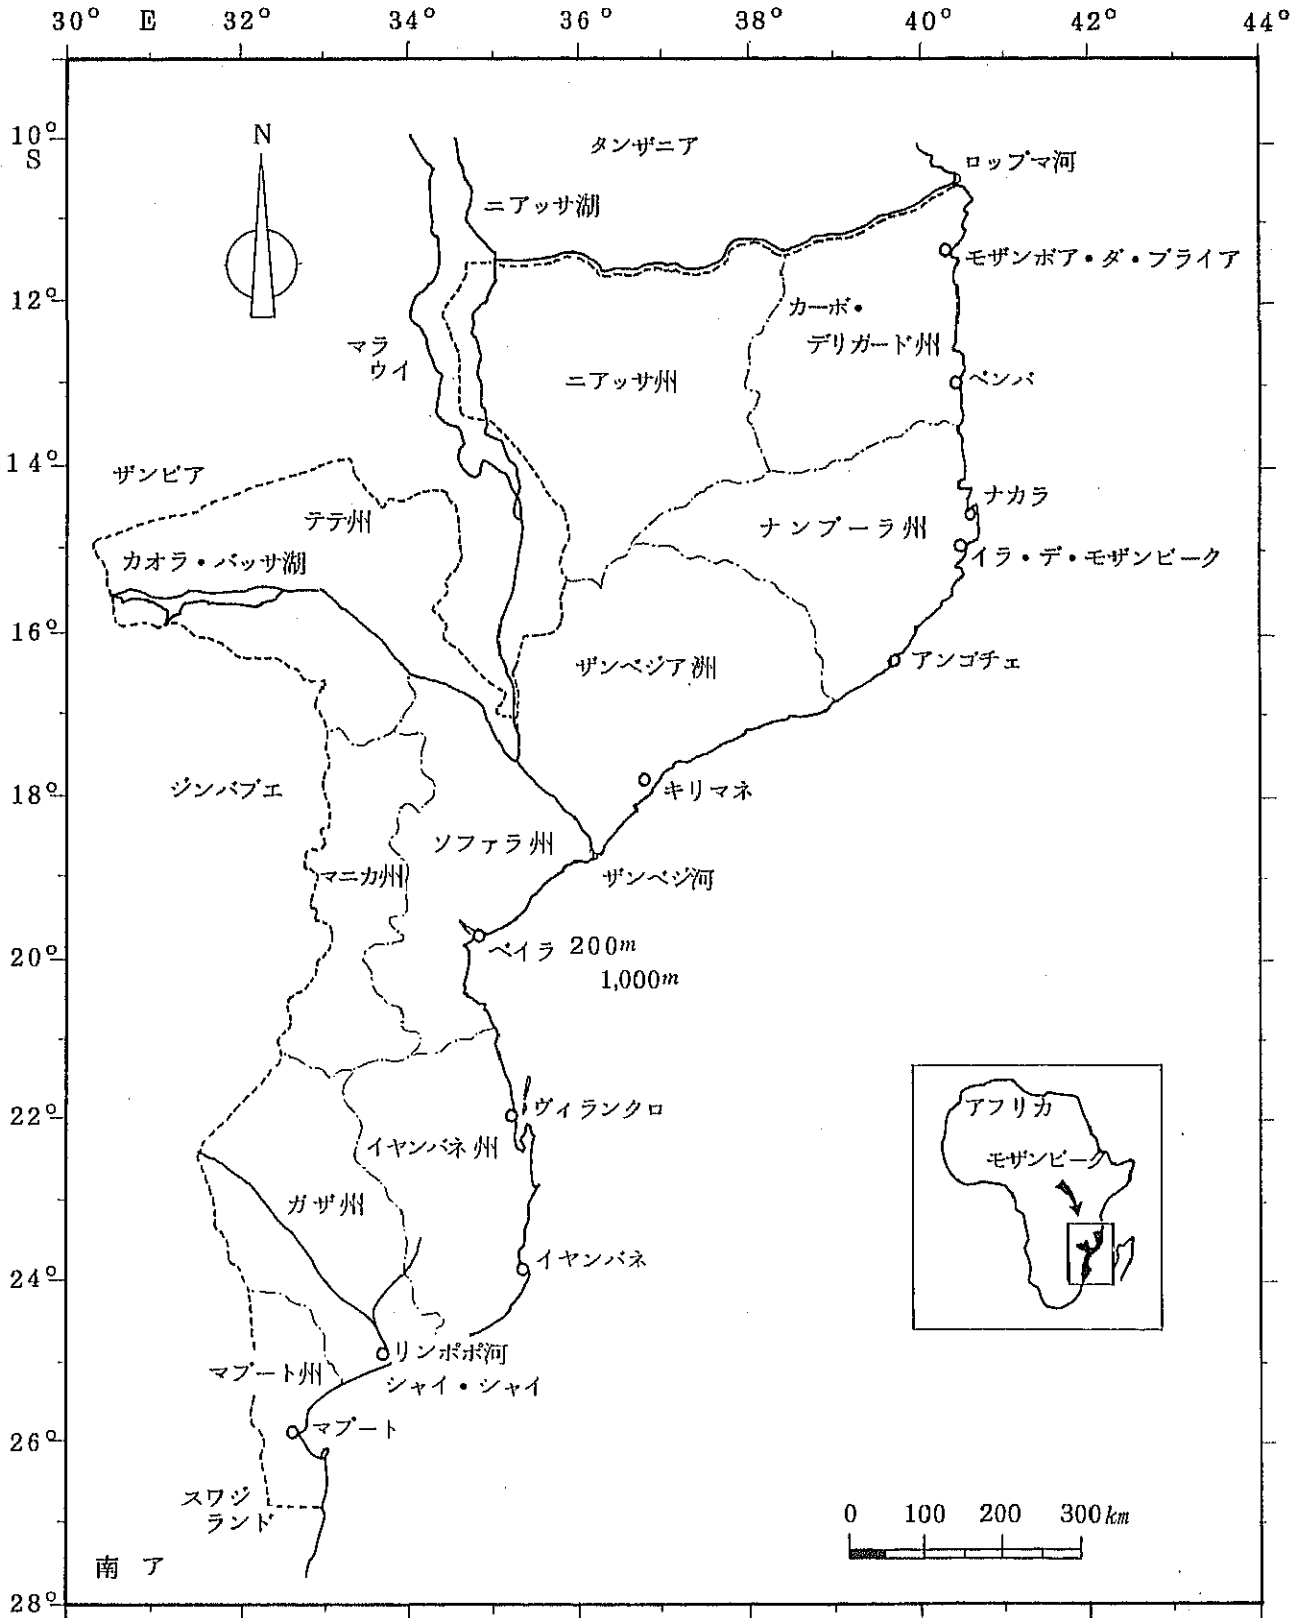 30° E 32° 34° 36° 38° 40° 42° 44°
10°
S
N
タンザニア
ロップマ河
ニアッサ湖
モザンボア・ダ・プライア
12°
カーボ・
デリガード州
マラ
ウイ
ニアッサ州
ペンバ
14°
ザンビア
ナカラ
テテ州
ナンプーラ州
カオラ・バッサ湖
イラ・デ・モザンビーク
16°
ザンベジア洲
アンゴチェ
ジンバブエ
キリマネ
18°
ソファラ州
マニカ州
ザンベジ河
ベイラ 200m
1,000m
20°
22°
ヴィランクロ
アフリカ
イヤンバネ州
モザンビーク
ガザ州
イヤンバネ
24°
リンポポ河
マプート州
シャイ・シャイ
マプート
26°
スワジ
ランド
0 100 200 300km
南ア
28°
30° 32° 34° 36° 38° 40° 42° 44°